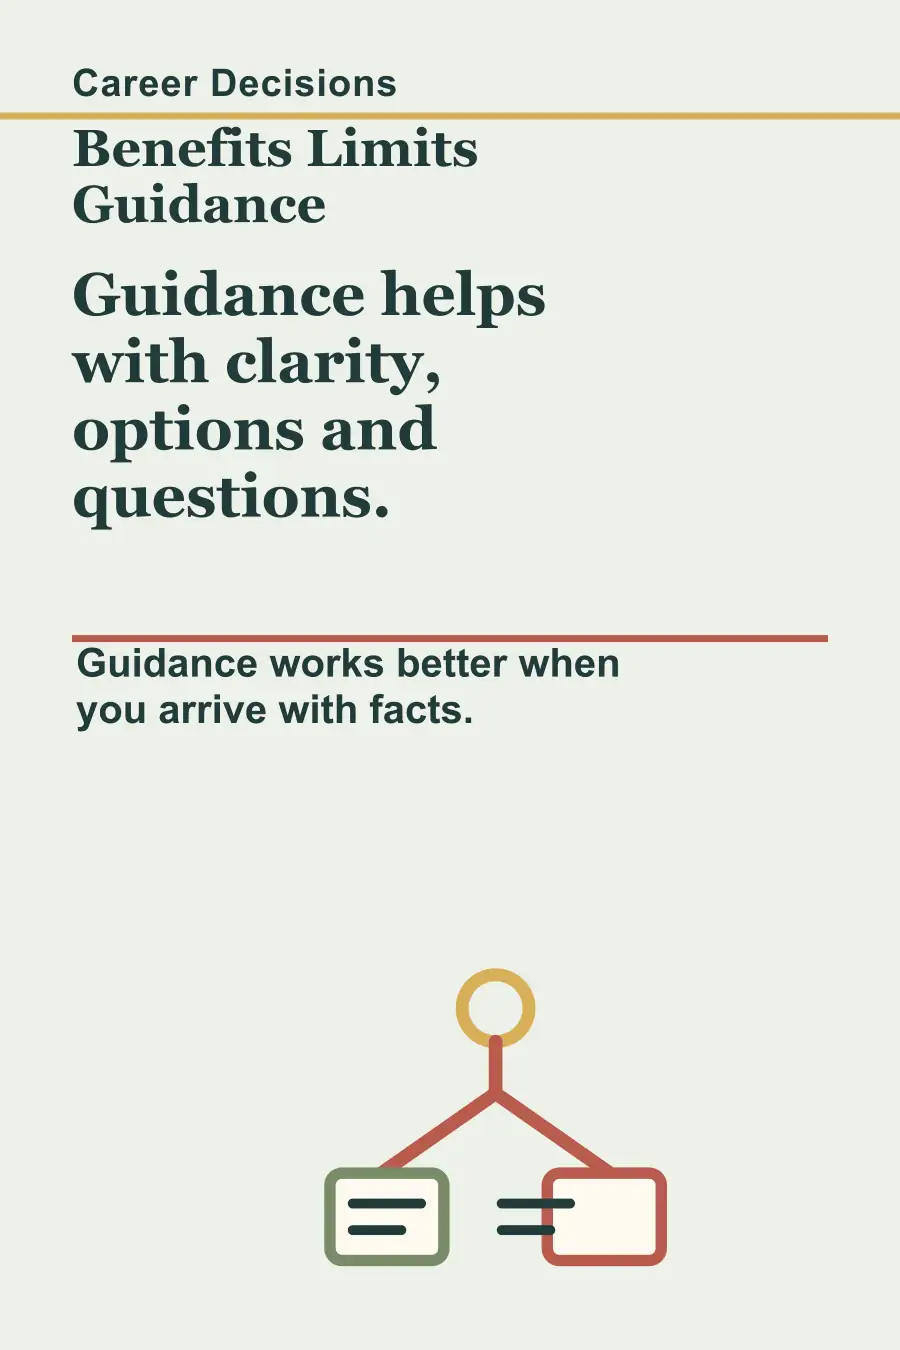 Career Decisions
Benefits Limits
Guidance
Guidance helps
with clarity,
options and
questions.
Guidance works better when
you arrive with facts.